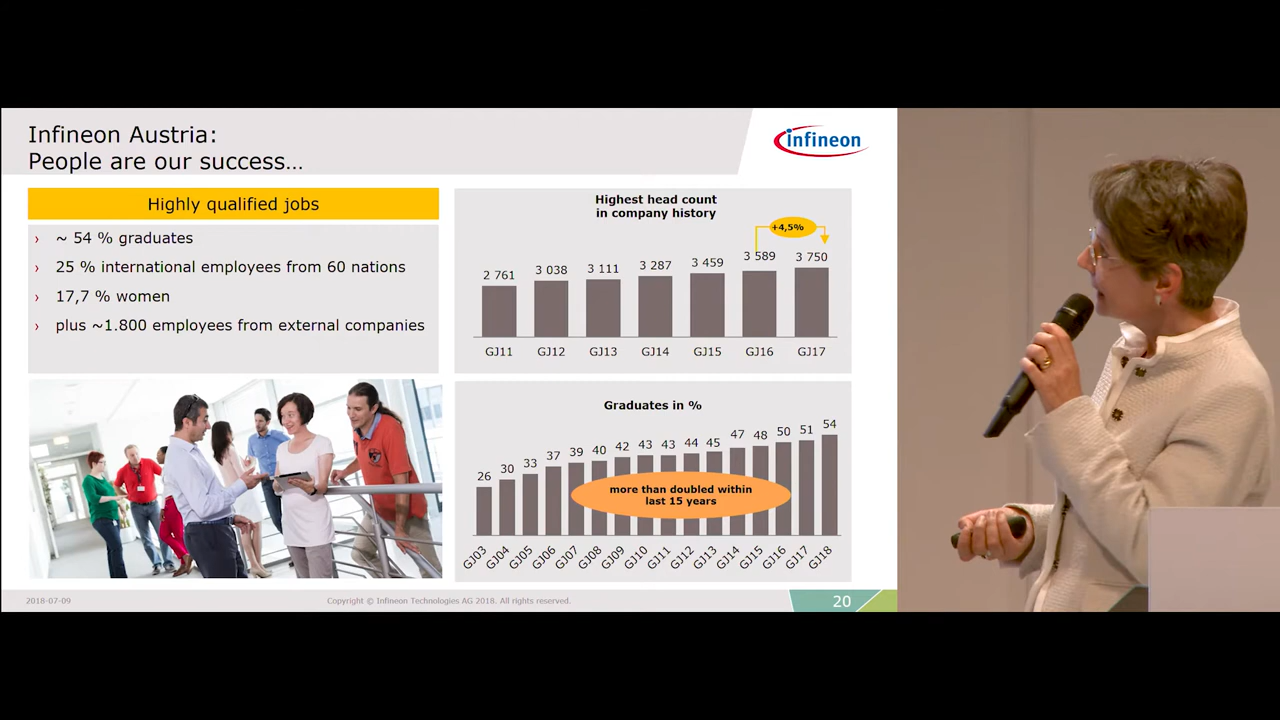 Infineon Austria:
People are our success...
infineon
Highly qualified jobs
› ~ 54 % graduates
› 25 % international employees from 60 nations
› 17,7 % women
› plus ~1.800 employees from external companies
Highest head count
in company history
+4,5%
2 761 3 038 3 111 3 287 3 459 3 589 3 750
GJ11 GJ12 GJ13 GJ14 GJ15 GJ16 GJ17
Graduates in %
26 30 33 37 39 40 42 43 43 44 45 47 48 50 51 54
more than doubled within
last 15 years
GJ03 GJ04 GJ05 GJ06 GJ07 GJ08 GJ09 GJ10 GJ11 GJ12 GJ13 GJ14 GJ15 GJ16 GJ17 GJ18
2018-07-09
Copyright © Infineon Technologies AG 2018. All rights reserved.
20